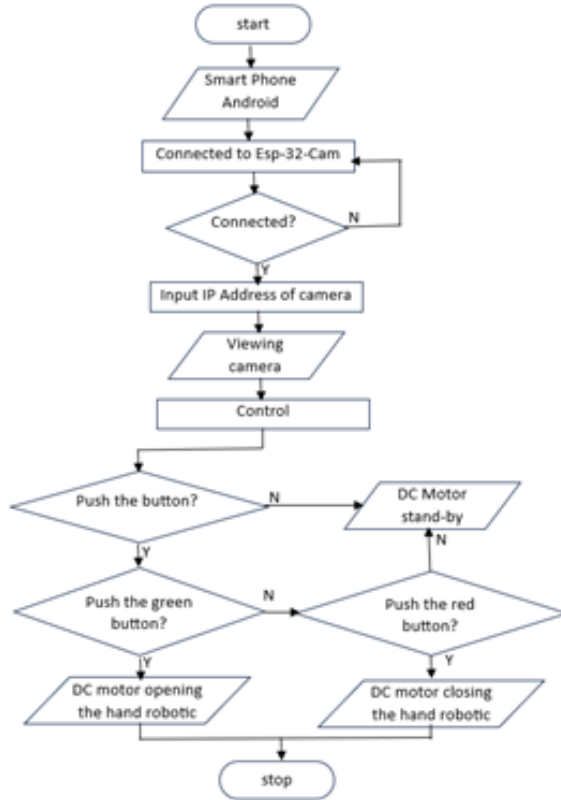 start
Smart Phone
Android
Connected to Esp-32-Cam
Connected?
N
Y
Input IP Address of camera
Viewing
camera
Control
Push the button?
N
DC Motor
stand-by
Y
N
Push the green
button?
N
Push the red
button?
Y
Y
DC motor opening
the hand robotic
DC motor closing
the hand robotic
stop